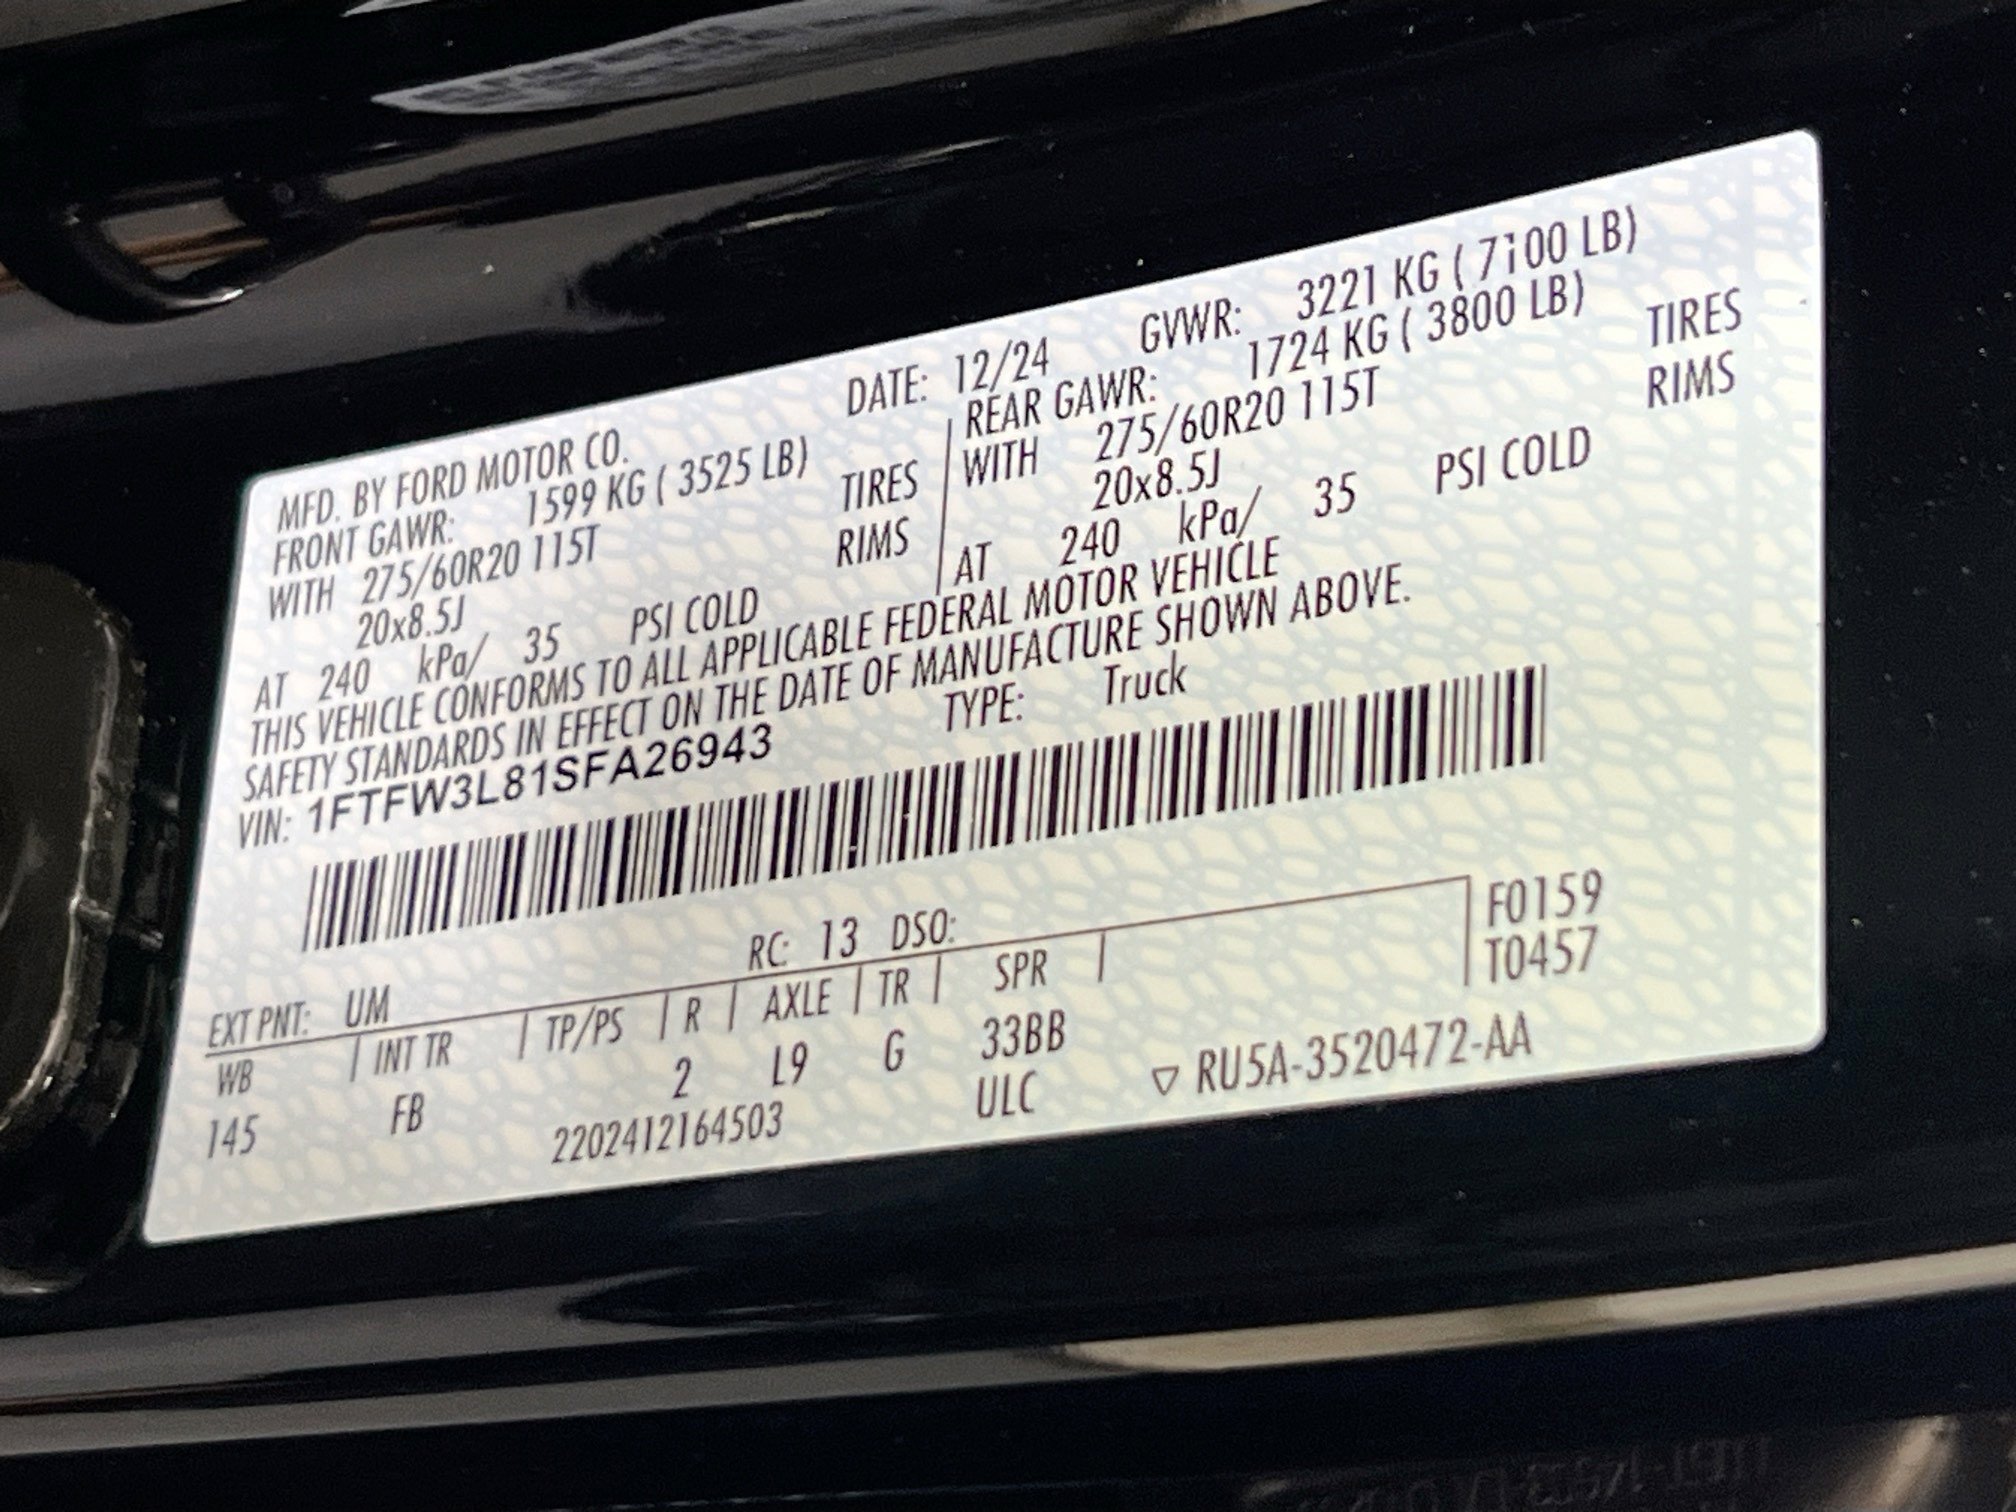 MFD. BY FORD MOTOR CO. DATE: 12/24 GVWR: 3221 KG ( 7100 LB)
FRONT GAWR: 1599 KG ( 3525 LB) REAR GAWR: 1724 KG ( 3800 LB)
WITH 275/60R20 115T TIRES WITH 275/60R20 115T TIRES
20x8.5J RIMS 20x8.5J RIMS
AT 240 kPa/ 35 PSI COLD AT 240 kPa/ 35 PSI COLD
THIS VEHICLE CONFORMS TO ALL APPLICABLE FEDERAL MOTOR VEHICLE
SAFETY STANDARDS IN EFFECT ON THE DATE OF MANUFACTURE SHOWN ABOVE.
VIN: 1FTFW3L81SFA26943 TYPE: Truck
EXT PNT: UM RC: 13 DSO: F0159
WB INT TR TP/PS R AXLE TR SPR T0457
145 FB 2 L9 G 33BB
2202412164503 ULC ▽ RU5A-3520472-AA